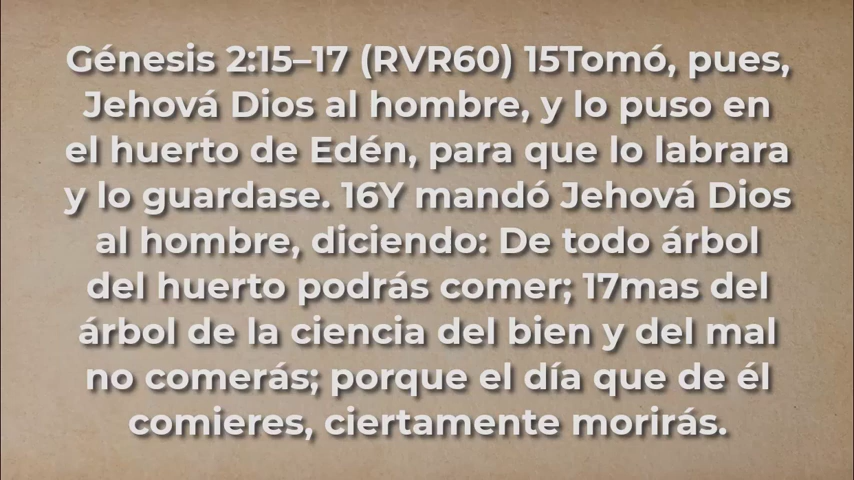 Génesis 2:15–17 (RVR60) 15Tomó, pues,
Jehová Dios al hombre, y lo puso en
el huerto de Edén, para que lo labrara
y lo guardase. 16Y mandó Jehová Dios
al hombre, diciendo: De todo árbol
del huerto podrás comer; 17mas del
árbol de la ciencia del bien y del mal
no comerás; porque el día que de él
comieres, ciertamente morirás.